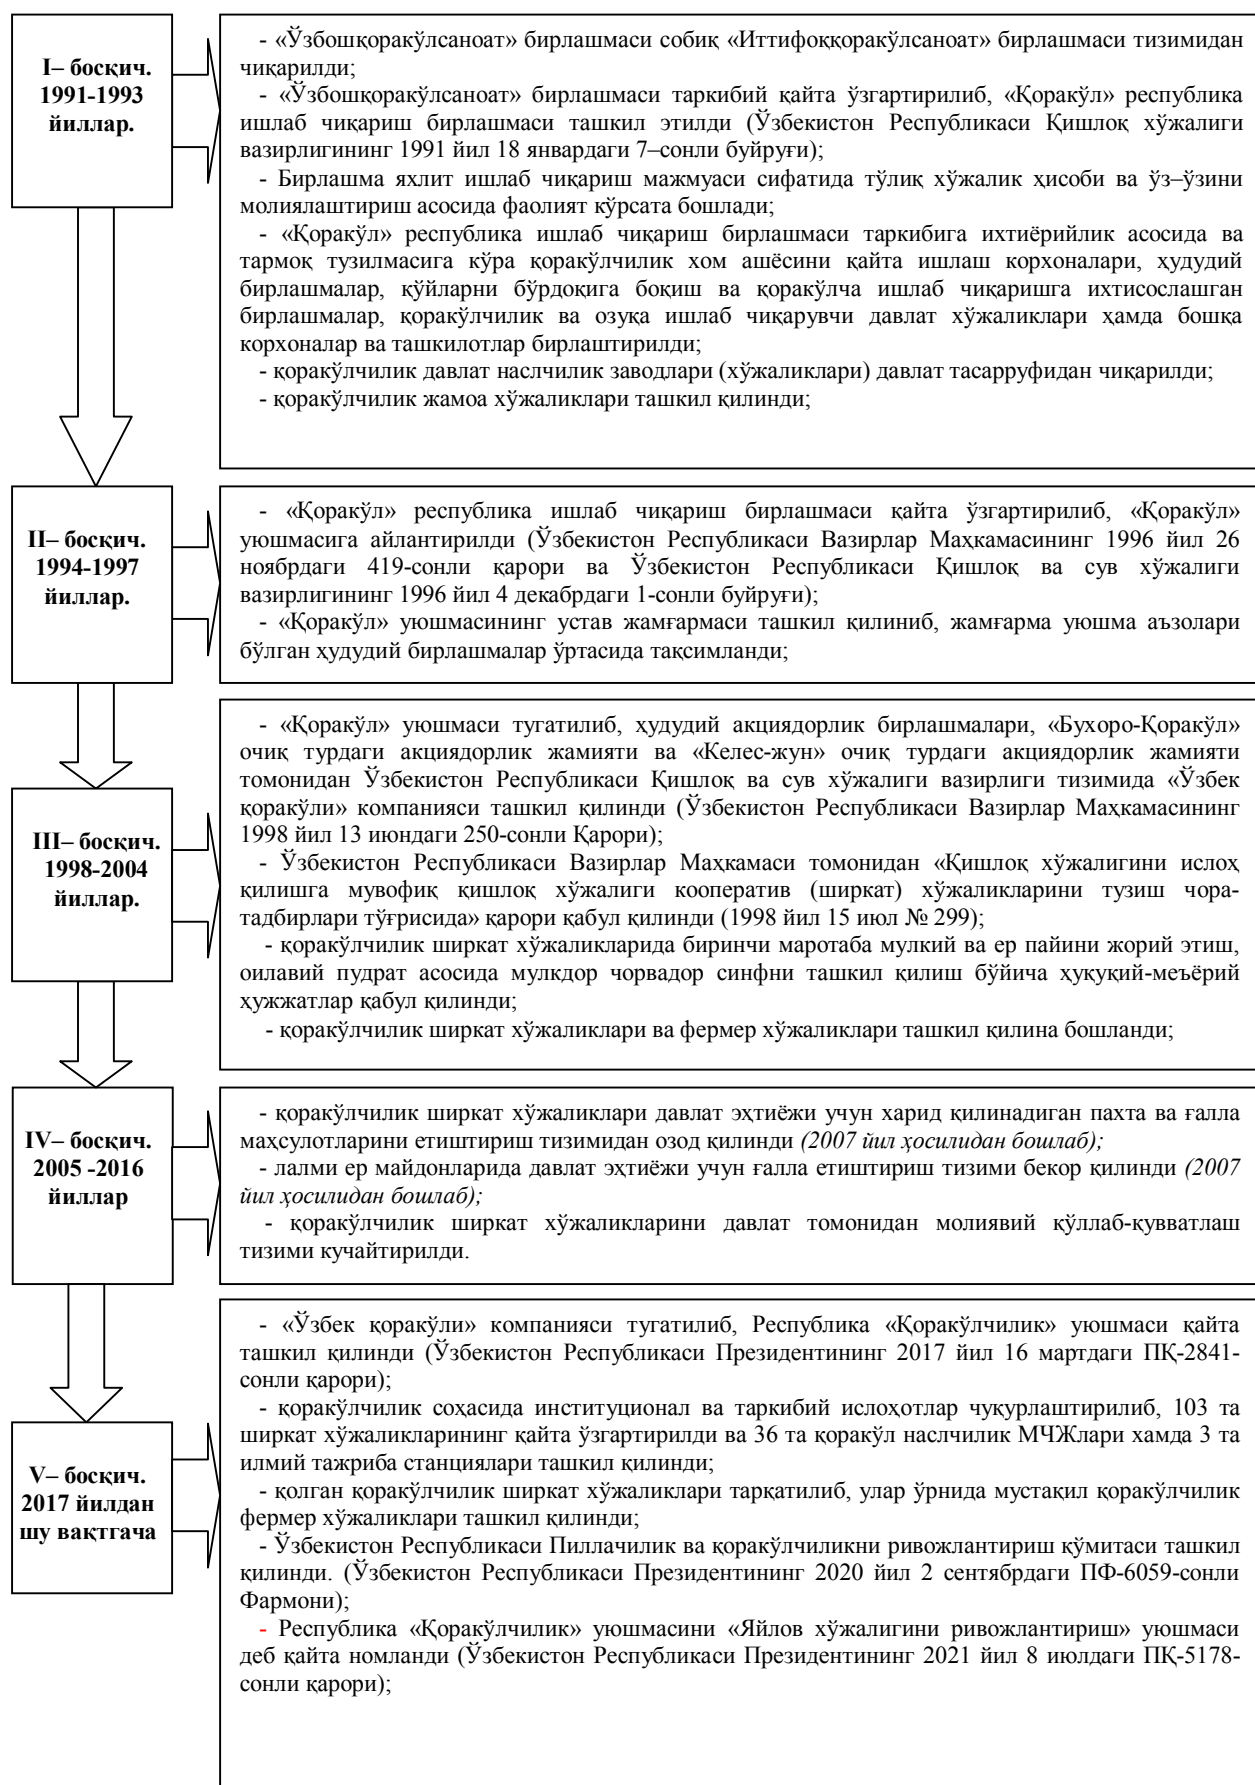 I– босқич.
1991-1993
йиллар.
- «Ўзбошқоракўлсаноат» бирлашмаси собиқ «Иттифоққоракўлсаноат» бирлашмаси тизимидан
чиқарилди;
- «Ўзбошқоракўлсаноат» бирлашмаси таркибий қайта ўзгартирилиб, «Қоракўл» республика
ишлаб чиқариш бирлашмаси ташкил этилди (Ўзбекистон Республикаси Қишлоқ хўжалиги
вазирлигининг 1991 йил 18 январдаги 7–сонли буйруғи);
- Бирлашма яхлит ишлаб чиқариш мажмуаси сифатида тўлиқ хўжалик ҳисоби ва ўз–ўзини
молиялаштириш асосида фаолият кўрсата бошлади;
- «Қоракўл» республика ишлаб чиқариш бирлашмаси таркибига ихтиёрийлик асосида ва
тармоқ тузилмасига кўра қоракўлчилик хом ашёсини қайта ишлаш корхоналари, ҳудудий
бирлашмалар, қўйларни бўрдоқига боқиш ва қоракўлча ишлаб чиқаришга ихтисослашган
бирлашмалар, қоракўлчилик ва озуқа ишлаб чиқарувчи давлат хўжаликлари ҳамда бошқа
корхоналар ва ташкилотлар бирлаштирилди;
- қоракўлчилик давлат наслчилик заводлари (хўжаликлари) давлат тасарруфидан чиқарилди;
- қоракўлчилик жамоа хўжаликлари ташкил қилинди;
II– босқич.
1994-1997
йиллар.
- «Қоракўл» республика ишлаб чиқариш бирлашмаси қайта ўзгартирилиб, «Қоракўл»
уюшмасига айлантирилди (Ўзбекистон Республикаси Вазирлар Маҳкамасининг 1996 йил 26
ноябрдаги 419-сонли қарори ва Ўзбекистон Республикаси Қишлоқ ва сув хўжалиги
вазирлигининг 1996 йил 4 декабрдаги 1-сонли буйруғи);
- «Қоракўл» уюшмасининг устав жамғармаси ташкил қилиниб, жамғарма уюшма аъзолари
бўлган ҳудудий бирлашмалар ўртасида тақсимланди;
III– босқич.
1998-2004
йиллар.
- «Қоракўл» уюшмаси тугатилиб, ҳудудий акциядорлик бирлашмалари, «Бухоро-Қоракўл»
очиқ турдаги акциядорлик жамияти ва «Келес-жун» очиқ турдаги акциядорлик жамияти
томонидан Ўзбекистон Республикаси Қишлоқ ва сув хўжалиги вазирлиги тизимида «Ўзбек
қоракўли» компанияси ташкил қилинди (Ўзбекистон Республикаси Вазирлар Маҳкамасининг
1998 йил 13 июндаги 250-сонли Қарори);
- Ўзбекистон Республикаси Вазирлар Маҳкамаси томонидан «Қишлоқ хўжалигини ислоҳ
қилишга мувофиқ қишлоқ хўжалиги кооператив (ширкат) хўжаликларини тузиш чора-
тадбирлари тўғрисида» қарори қабул қилинди (1998 йил 15 июл № 299);
- қоракўлчилик ширкат хўжаликларида биринчи маротаба мулкий ва ер пайини жорий этиш,
оилавий пудрат асосида мулкдор чорвадор синфни ташкил қилиш бўйича ҳуқуқий-меъёрий
ҳужжатлар қабул қилинди;
- қоракўлчилик ширкат хўжаликлари ва фермер хўжаликлари ташкил қилина бошланди;
IV– босқич.
2005 -2016
йиллар
- қоракўлчилик ширкат хўжаликлари давлат эҳтиёжи учун харид қилинадиган пахта ва ғалла
маҳсулотларини етиштириш тизимидан озод қилинди (2007 йил ҳосилидан бошлаб);
- лалми ер майдонларида давлат эҳтиёжи учун ғалла етиштириш тизими бекор қилинди (2007
йил ҳосилидан бошлаб);
- қоракўлчилик ширкат хўжаликларини давлат томонидан молиявий қўллаб-қувватлаш
тизими кучайтирилди.
V– босқич.
2017 йилдан
шу вақтгача
- «Ўзбек қоракўли» компанияси тугатилиб, Республика «Қоракўлчилик» уюшмаси қайта
ташкил қилинди (Ўзбекистон Республикаси Президентининг 2017 йил 16 мартдаги ПҚ-2841-
сонли қарори);
- қоракўлчилик соҳасида институционал ва таркибий ислоҳотлар чуқурлаштирилиб, 103 та
ширкат хўжаликларининг қайта ўзгартирилди ва 36 та қоракўл наслчилик МЧЖлари хамда 3 та
илмий тажриба станциялари ташкил қилинди;
- қолган қоракўлчилик ширкат хўжаликлари тарқатилиб, улар ўрнида мустақил қоракўлчилик
фермер хўжаликлари ташкил қилинди;
- Ўзбекистон Республикаси Пиллачилик ва қоракўлчиликни ривожлантириш қўмитаси ташкил
қилинди. (Ўзбекистон Республикаси Президентининг 2020 йил 2 сентябрдаги ПФ-6059-сонли
Фармони);
- Республика «Қоракўлчилик» уюшмасини «Яйлов хўжалигини ривожлантириш» уюшмаси
деб қайта номланди (Ўзбекистон Республикаси Президентининг 2021 йил 8 июлдаги ПҚ-5178-
сонли қарори);